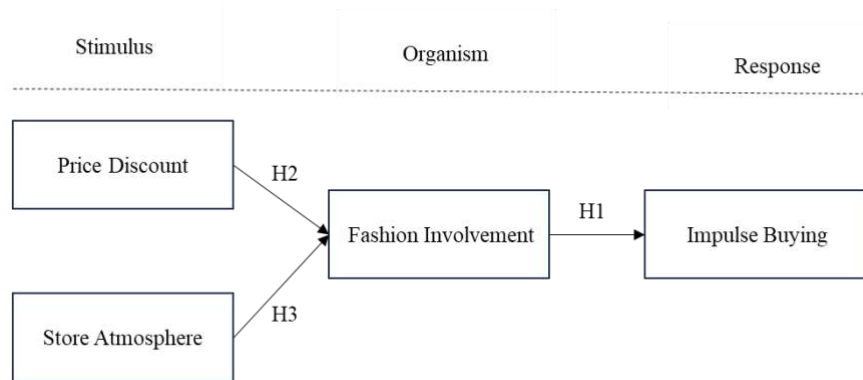 Stimulus
Organism
Response
Price Discount
H2
Fashion Involvement
H1
Impulse Buying
H3
Store Atmosphere